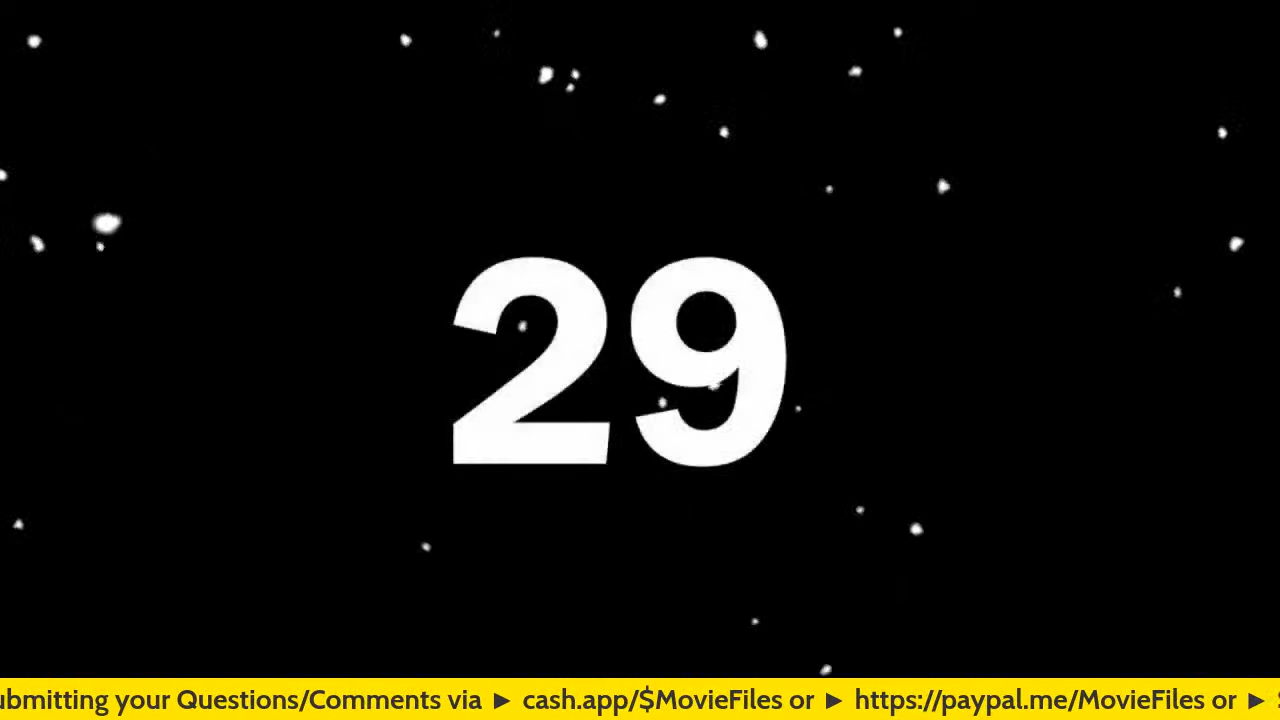 29
ubmitting your Questions/Comments via ► cash.app/$MovieFiles or ► https://paypal.me/MovieFiles or ►